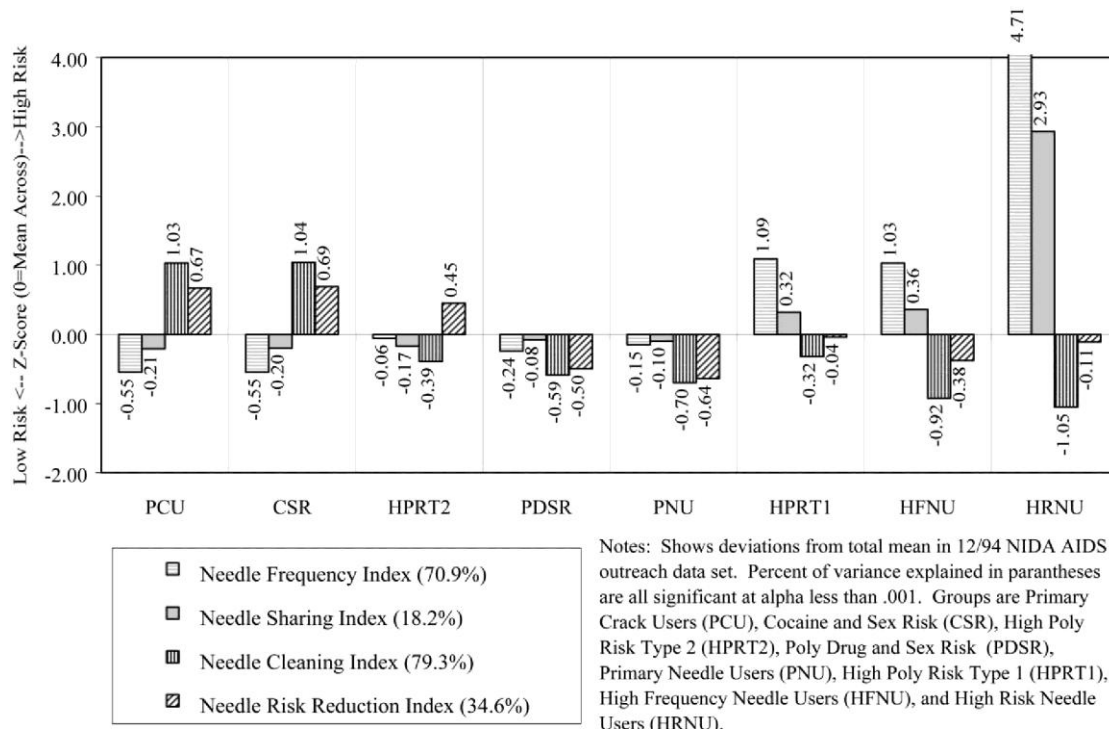 Low Risk <-- Z-Score (0=Mean Across)-->High Risk
4.00
3.00
2.00
1.00
0.00
-1.00
-2.00
-0.55
-0.21
1.03
0.67
-0.55
-0.20
1.04
0.69
-0.06
-0.17
-0.39
0.45
-0.24
-0.08
-0.59
-0.50
-0.15
-0.10
-0.70
-0.64
1.09
0.32
-0.32
-0.04
1.03
0.36
-0.92
-0.38
4.71
2.93
-1.05
-0.11
PCU CSR HPRT2 PDSR PNU HPRT1 HFNU HRNU
Needle Frequency Index (70.9%)
Needle Sharing Index (18.2%)
Needle Cleaning Index (79.3%)
Needle Risk Reduction Index (34.6%)
Notes: Shows deviations from total mean in 12/94 NIDA AIDS
outreach data set. Percent of variance explained in parantheses
are all significant at alpha less than .001. Groups are Primary
Crack Users (PCU), Cocaine and Sex Risk (CSR), High Poly
Risk Type 2 (HPRT2), Poly Drug and Sex Risk (PDSR),
Primary Needle Users (PNU), High Poly Risk Type 1 (HPRT1),
High Frequency Needle Users (HFNU), and High Risk Needle
Users (HRNU).